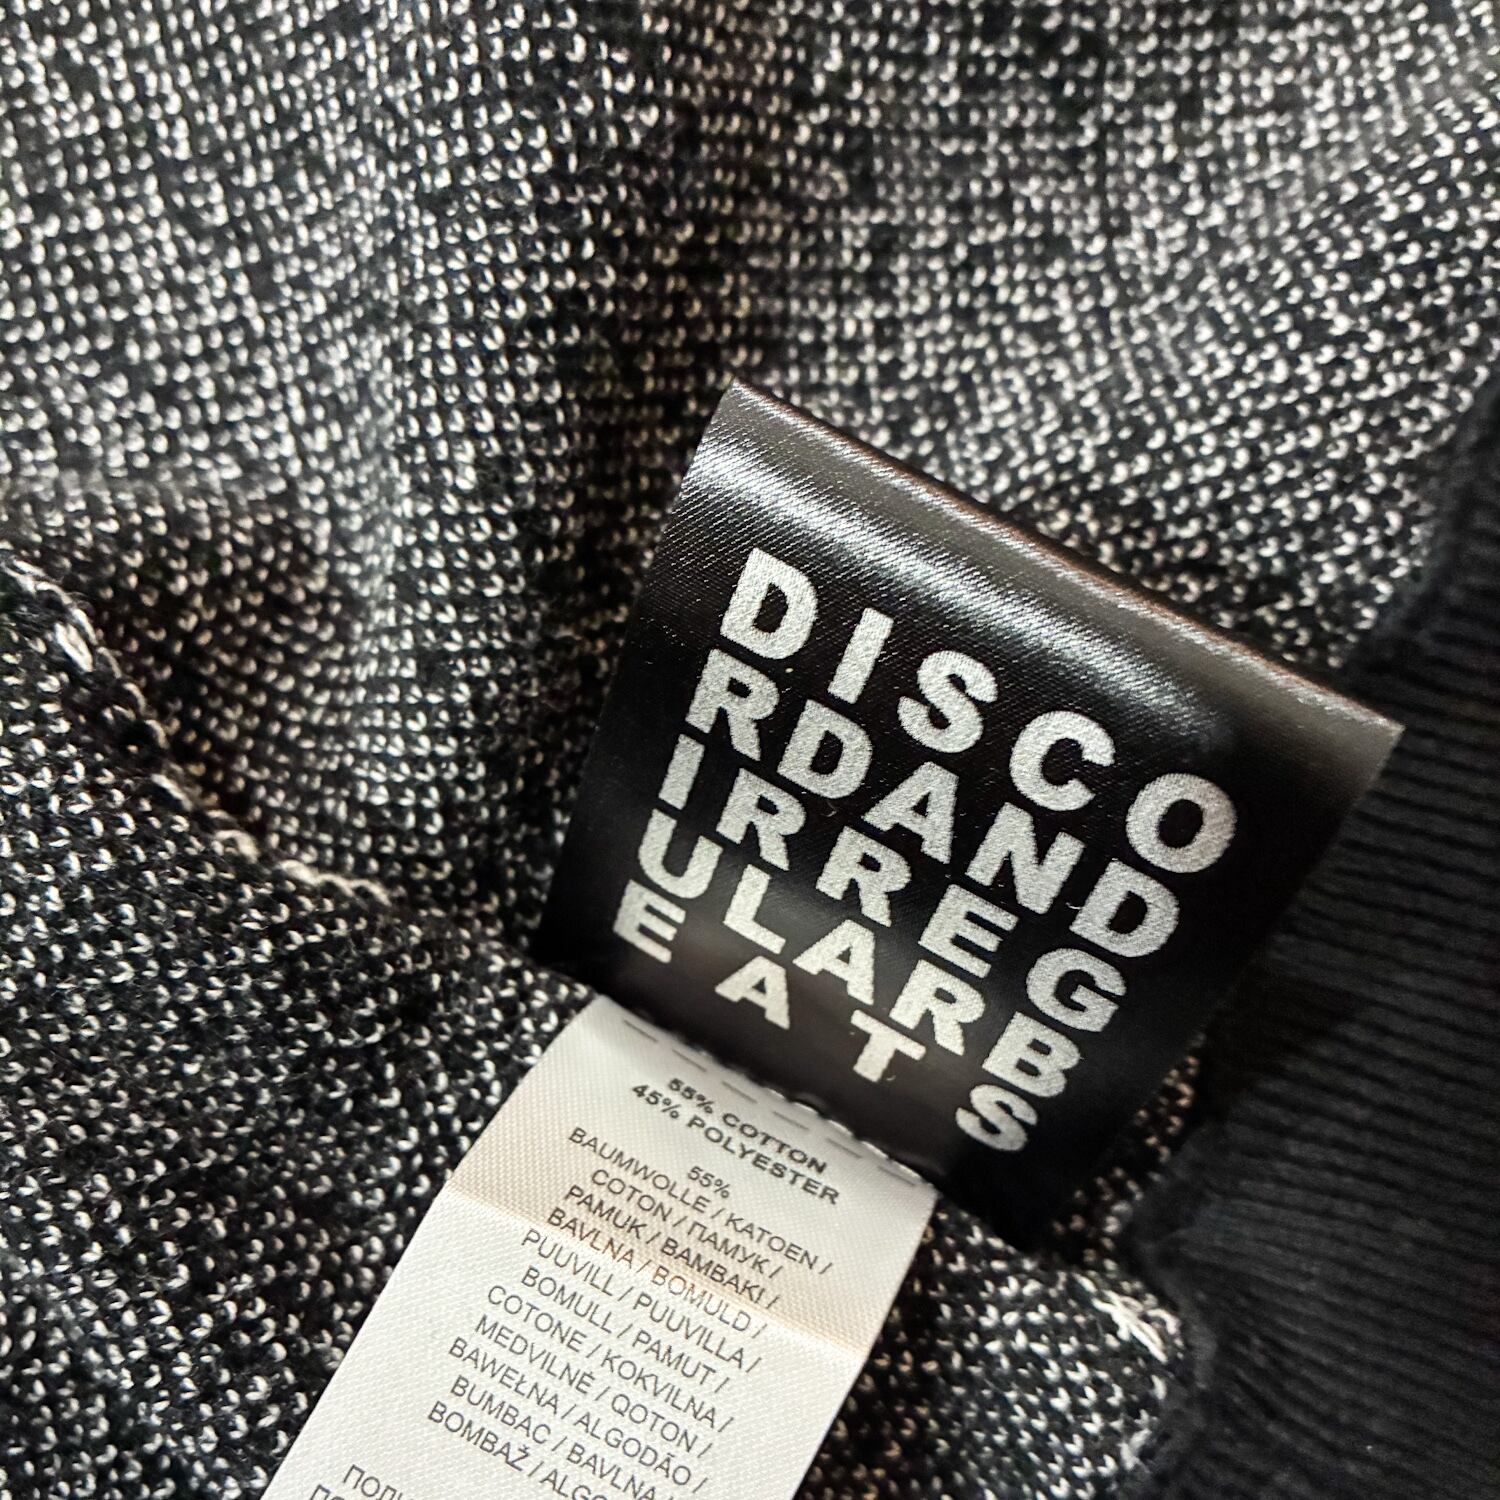 DISCO
RDAND
IRREG
ULARB
EATS
55% COTTON
45% POLYESTER
55%
BAUMWOLLE / KATOEN /
COTON / ПАМУК /
PAMUK / BAMBAKI /
BAVLNA / BOMULD /
PUUVILL / PUUVILLA /
BOMULL / PAMUT /
COTONE / KOKVILNA /
MEDVILNĖ / QOTON /
BAWEŁNA / ALGODÃO /
BUMBAC / BAVLNA /
BOMBAŽ /